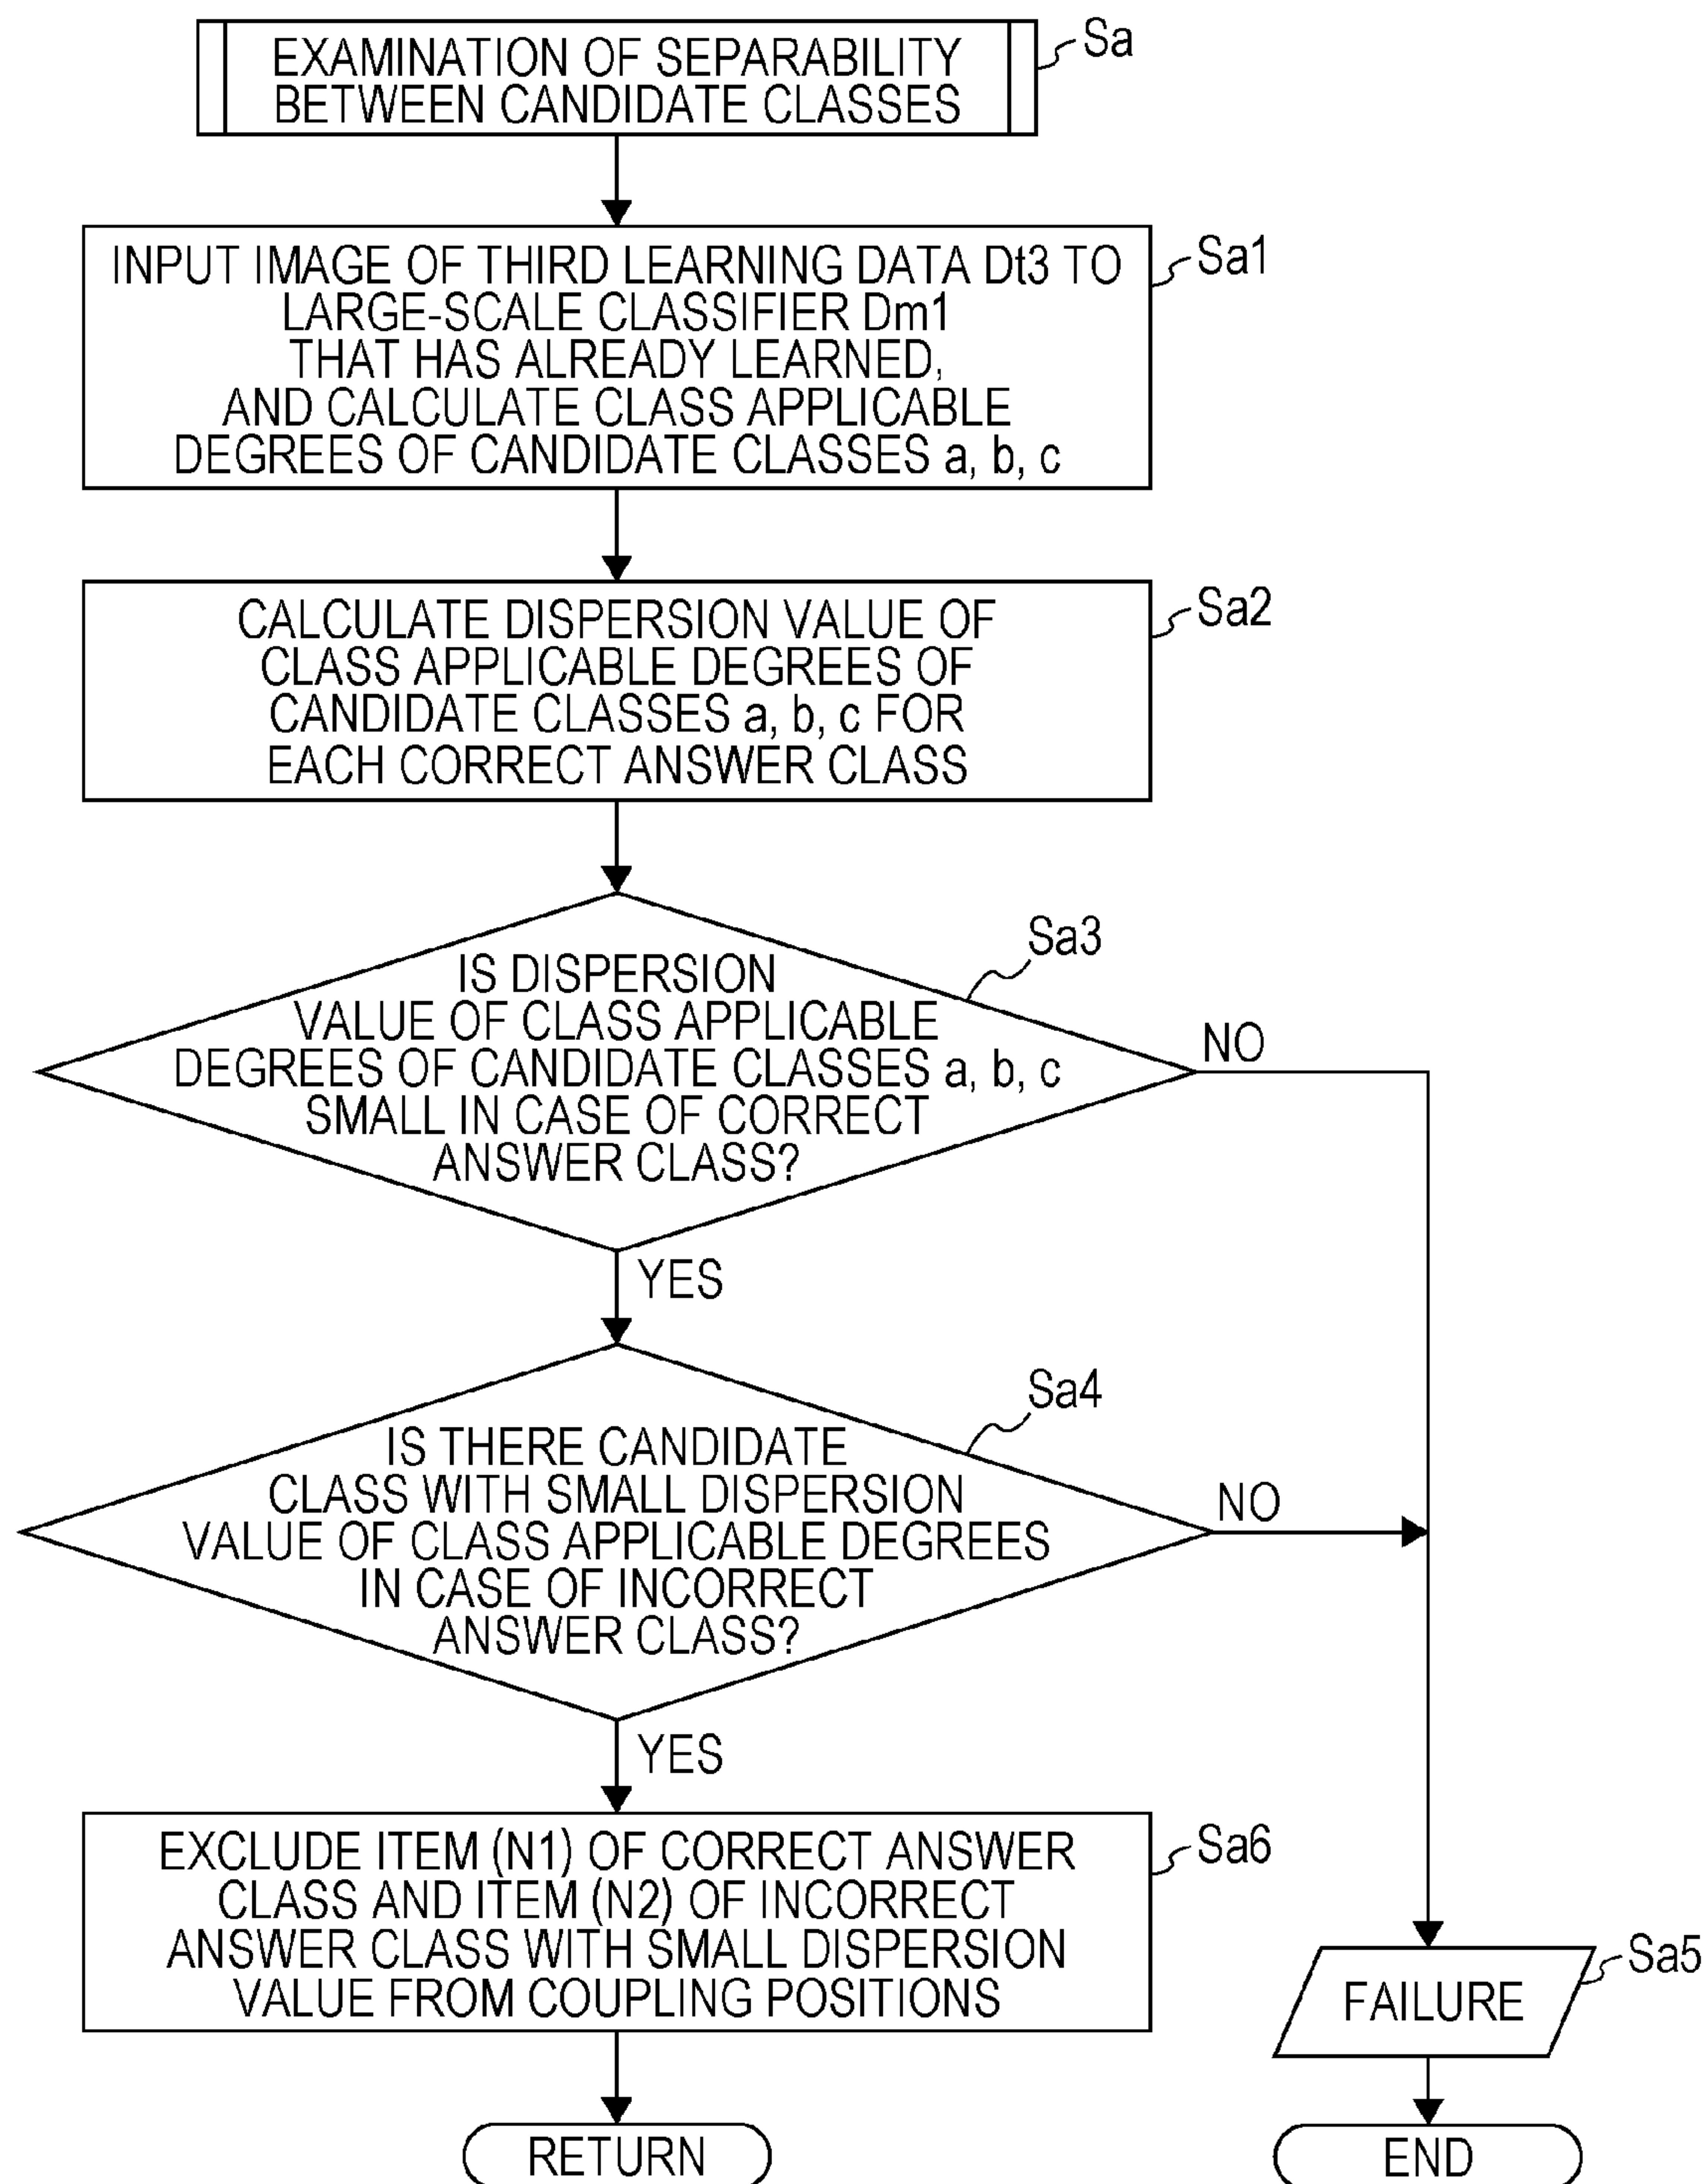 EXAMINATION OF SEPARABILITY
BETWEEN CANDIDATE CLASSES
Sa
INPUT IMAGE OF THIRD LEARNING DATA Dt3 TO
LARGE-SCALE CLASSIFIER Dm1
THAT HAS ALREADY LEARNED,
AND CALCULATE CLASS APPLICABLE
DEGREES OF CANDIDATE CLASSES a, b, c
Sa1
CALCULATE DISPERSION VALUE OF
CLASS APPLICABLE DEGREES OF
CANDIDATE CLASSES a, b, c FOR
EACH CORRECT ANSWER CLASS
Sa2
IS DISPERSION
VALUE OF CLASS APPLICABLE
DEGREES OF CANDIDATE CLASSES a, b, c
SMALL IN CASE OF CORRECT
ANSWER CLASS?
Sa3
NO
YES
IS THERE CANDIDATE
CLASS WITH SMALL DISPERSION
VALUE OF CLASS APPLICABLE DEGREES
IN CASE OF INCORRECT
ANSWER CLASS?
Sa4
NO
YES
EXCLUDE ITEM (N1) OF CORRECT ANSWER
CLASS AND ITEM (N2) OF INCORRECT
ANSWER CLASS WITH SMALL DISPERSION
VALUE FROM COUPLING POSITIONS
Sa6
FAILURE
Sa5
RETURN
END